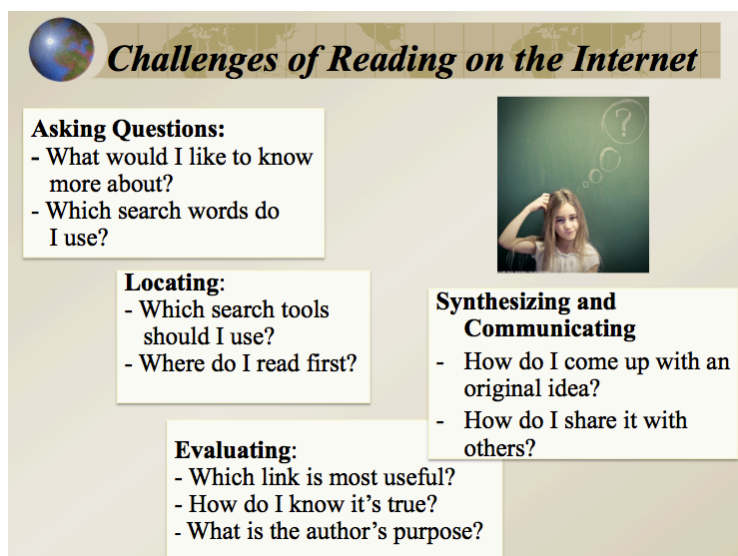 Challenges of Reading on the Internet
Asking Questions:
- What would I like to know
more about?
- Which search words do
I use?
?
Locating:
- Which search tools
should I use?
- Where do I read first?
Synthesizing and
Communicating
- How do I come up with an
original idea?
- How do I share it with
others?
Evaluating:
- Which link is most useful?
- How do I know it’s true?
- What is the author’s purpose?